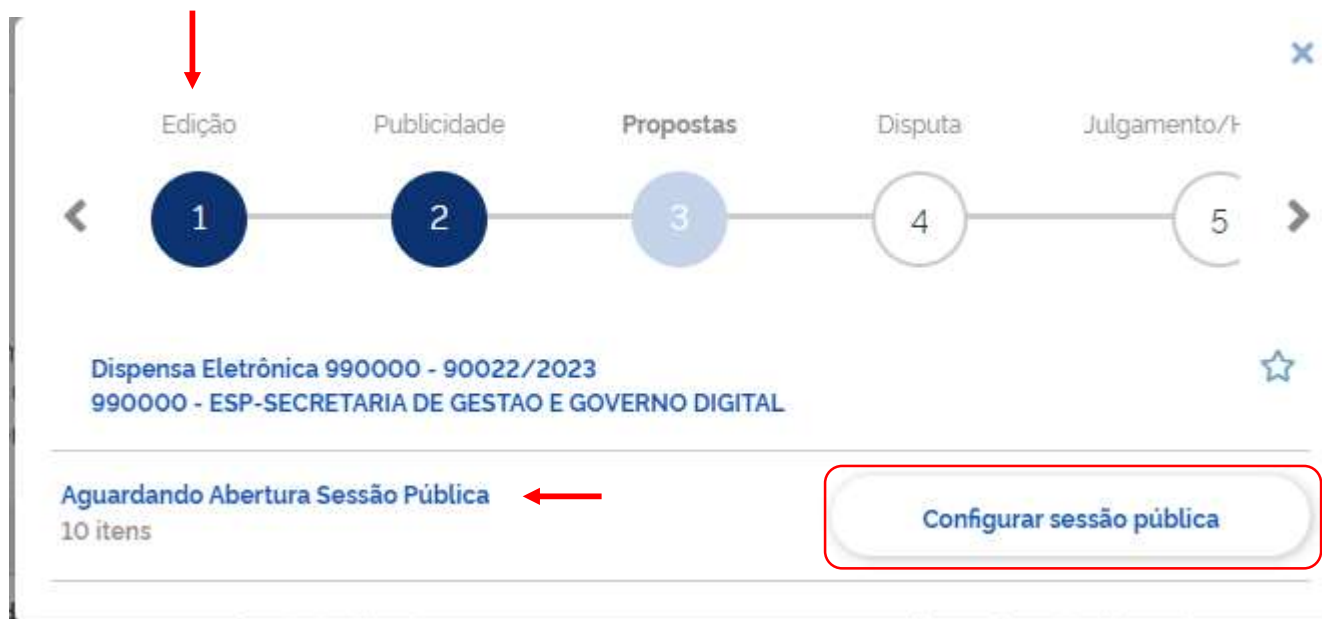 Edição Publicidade Propostas Disputa Julgamento/H
1 2 3 4 5
Dispensa Eletrônica 990000 - 90022/2023
990000 - ESP-SECRETARIA DE GESTAO E GOVERNO DIGITAL
Aguardando Abertura Sessão Pública
10 itens
Configurar sessão pública